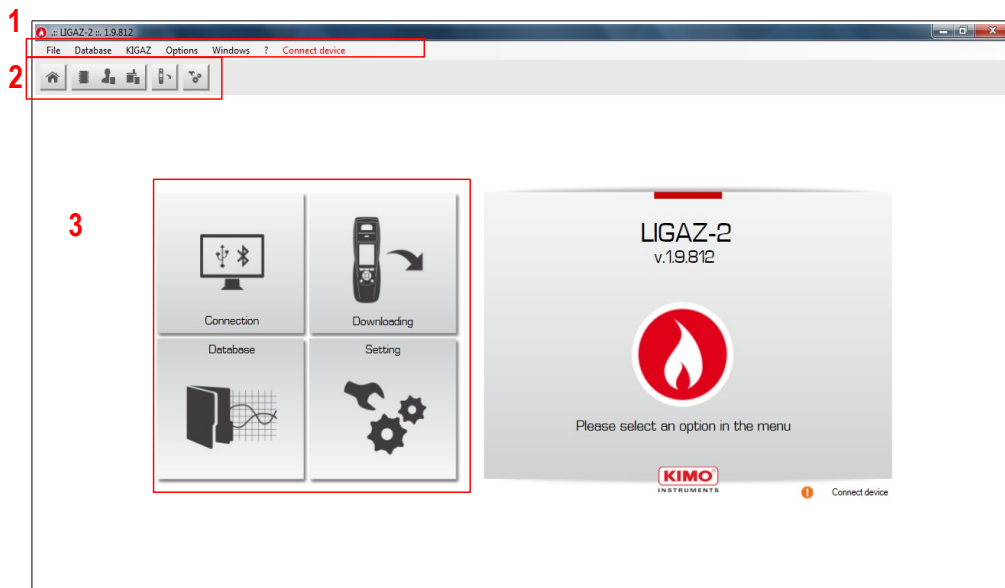 1
.:: LIGAZ-2 ::. 1.9.812
File Database KIGAZ Options Windows ? Connect device
2
3
Connection Downloading
Database Setting
LIGAZ-2
v.1.9.812
Please select an option in the menu
KIMO
INSTRUMENTS
! Connect device